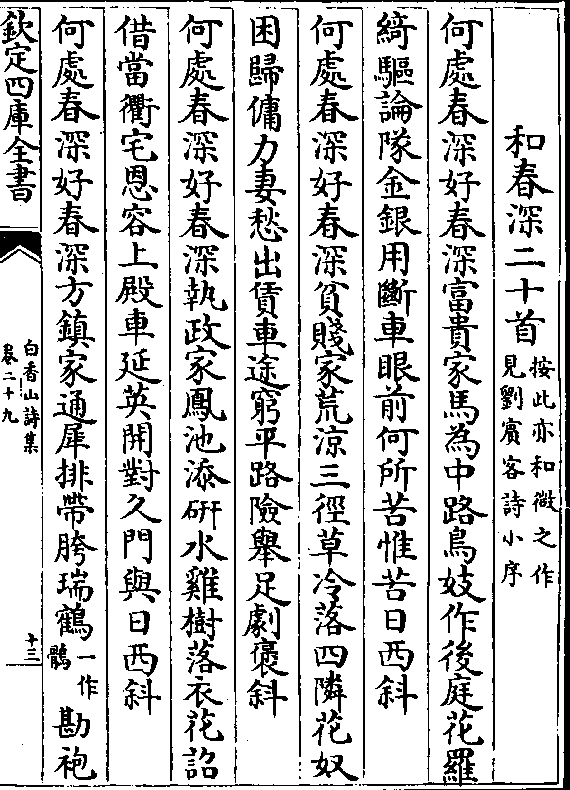 和春深二十首按此亦和微之作
見劉賓客詩小序
何處春深好春深富貴家馬為中路鳥妓作後庭花羅
綺驅論隊金銀用斷車眼前何所苦惟苦日西斜
何處春深好春深貧賤家荒涼三徑草冷落四隣花奴
困歸傭力妻愁出賃車途窮平路險舉足劇褒斜
何處春深好春深執政家鳳池添硏水雞樹落衣花詔
借當衢宅恩容上殿車延英開對久門與日西斜
何處春深好春深方鎮家通犀排帶胯瑞鶴一作
鶻勘袍
欽定四庫全書
白香山詩集
卷二十九
十三